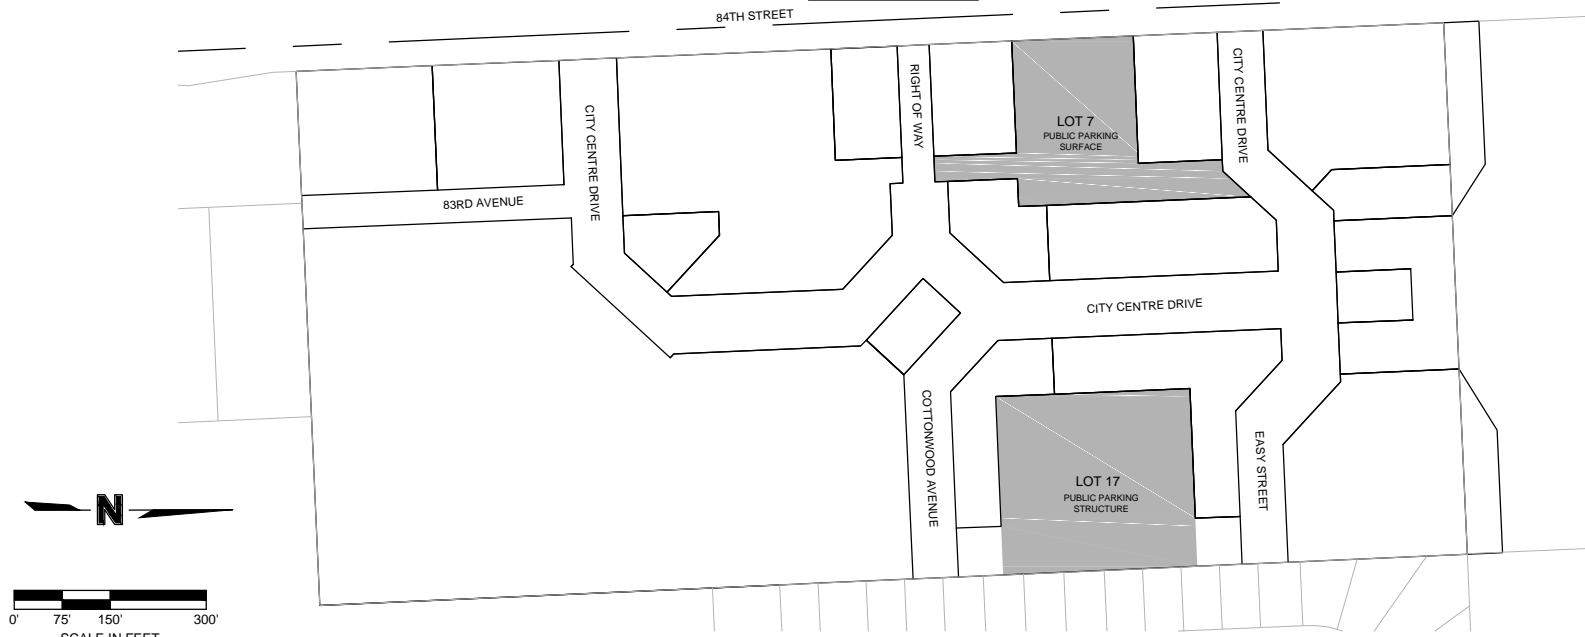 84TH STREET
CITY CENTRE DRIVE
RIGHT OF WAY
CITY CENTRE DRIVE
LOT 7
PUBLIC PARKING
SURFACE
83RD AVENUE
CITY CENTRE DRIVE
COTTONWOOD AVENUE
EASY STREET
LOT 17
PUBLIC PARKING
STRUCTURE
N
0' 75' 150' 300'
SCALE IN FEET